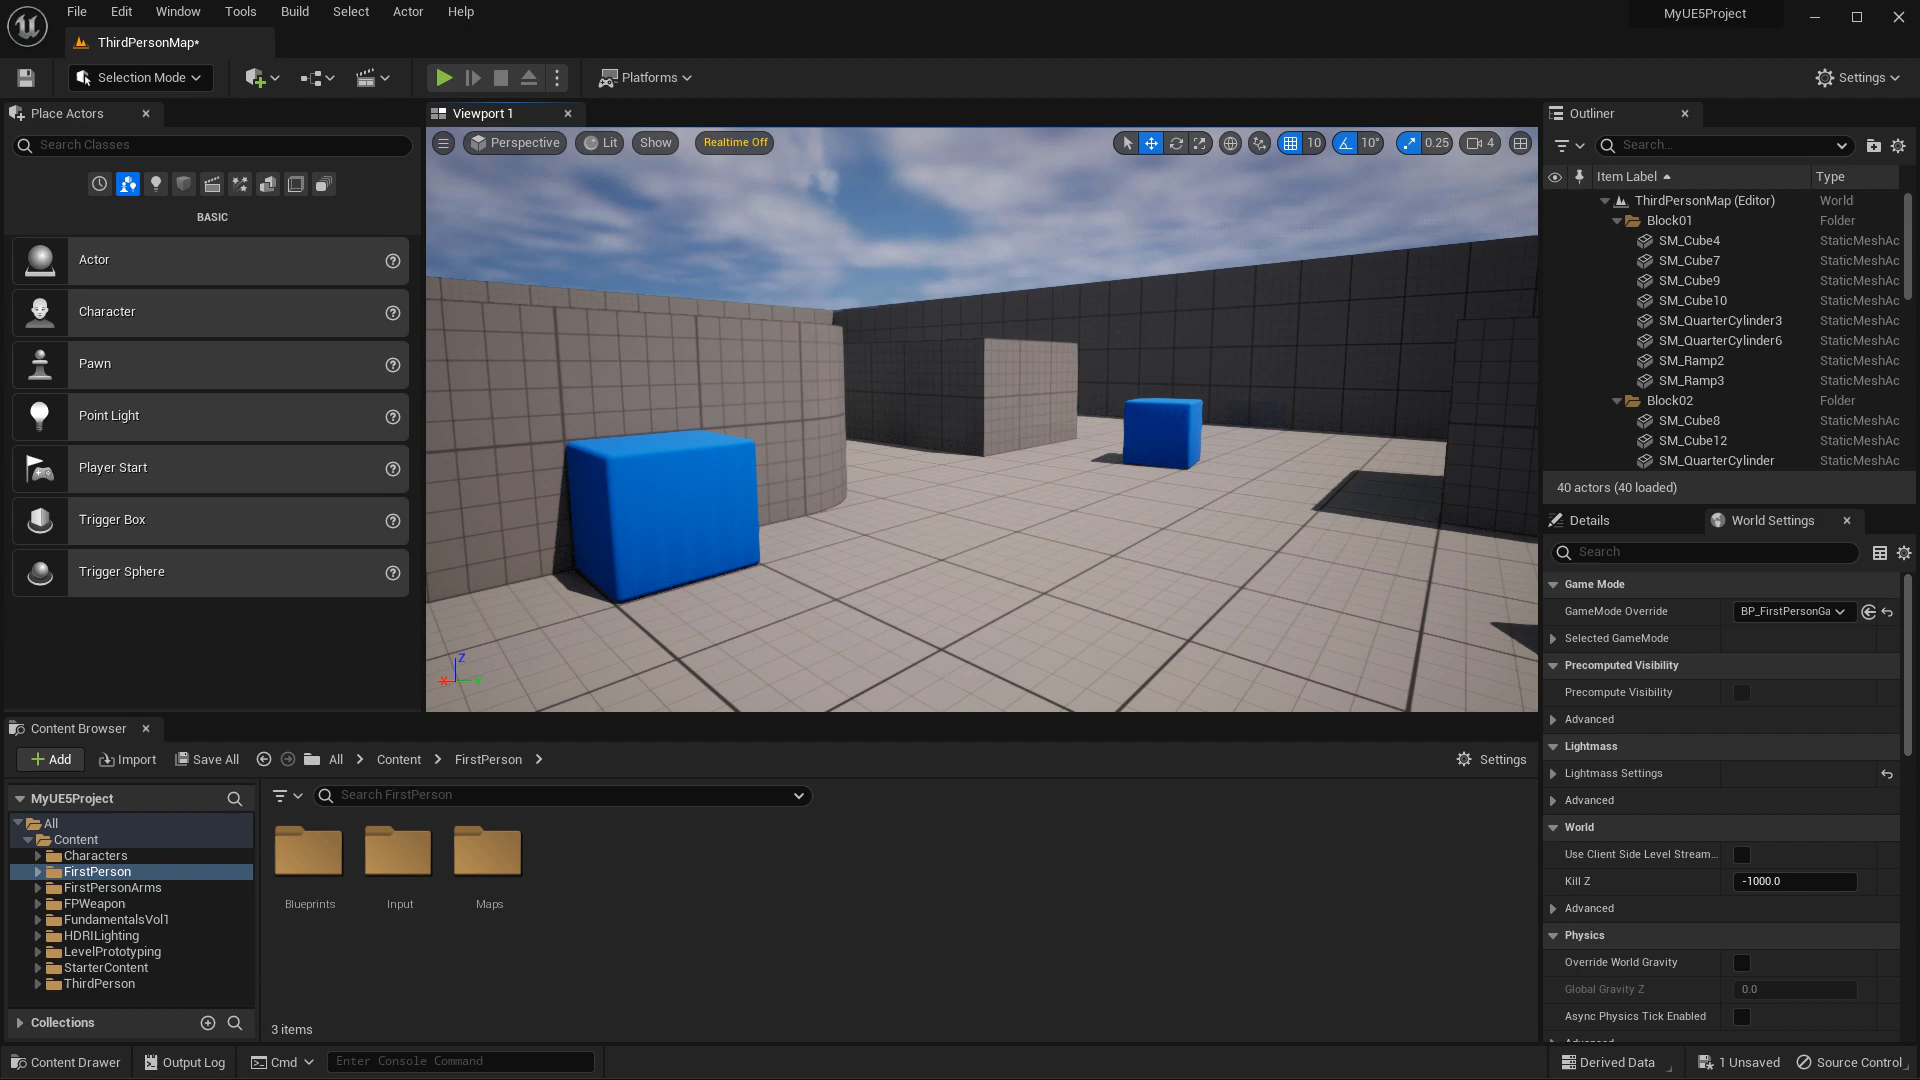 File Edit Window Tools Build Select Actor Help
MyUE5Project
ThirdPersonMap*
Selection Mode
Platforms
Settings
Place Actors
Search Classes
BASIC
Actor
Character
Pawn
Point Light
Player Start
Trigger Box
Trigger Sphere
Viewport 1
Perspective Lit Show Realtime Off 10 10° 0.25 4
Z
X Y
Outliner
Search...
Item Label Type
ThirdPersonMap (Editor) World
Block01 Folder
SM_Cube4 StaticMeshAc
SM_Cube7 StaticMeshAc
SM_Cube9 StaticMeshAc
SM_Cube10 StaticMeshAc
SM_QuarterCylinder3 StaticMeshAc
SM_QuarterCylinder6 StaticMeshAc
SM_Ramp2 StaticMeshAc
SM_Ramp3 StaticMeshAc
Block02 Folder
SM_Cube8 StaticMeshAc
SM_Cube12 StaticMeshAc
SM_QuarterCylinder StaticMeshAc
40 actors (40 loaded)
Details World Settings
Search
Game Mode
GameMode Override BP_FirstPersonGa
Selected GameMode
Precomputed Visibility
Precompute Visibility
Advanced
Lightmass
Lightmass Settings
Advanced
World
Use Client Side Level Stream...
Kill Z -1000.0
Advanced
Physics
Override World Gravity
Global Gravity Z 0.0
Async Physics Tick Enabled
Advanced
Content Browser
Add Import Save All All Content FirstPerson Settings
MyUE5Project
All
Content
Characters
FirstPerson
FirstPersonArms
FPWeapon
FundamentalsVol1
HDRILighting
LevelPrototyping
StarterContent
ThirdPerson
Collections
Search FirstPerson
Blueprints Input Maps
3 items
Content Drawer Output Log Cmd Enter Console Command Derived Data 1 Unsaved Source Control